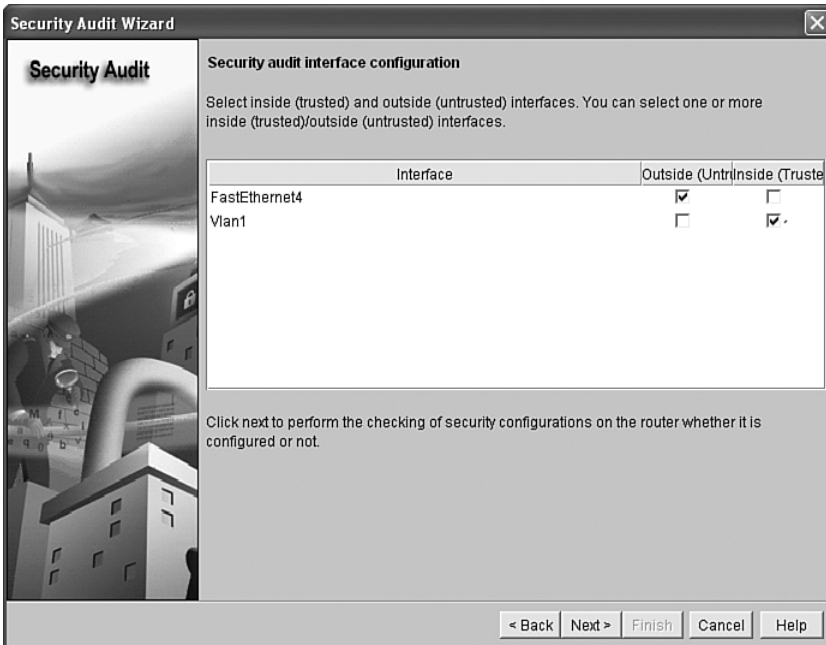 Security Audit Wizard
Security Audit
Security audit interface configuration
Select inside (trusted) and outside (untrusted) interfaces. You can select one or more
inside (trusted)/outside (untrusted) interfaces.
Interface Outside (Untru Inside (Truste
FastEthernet4
Vlan1
Click next to perform the checking of security configurations on the router whether it is
configured or not.
< Back Next > Finish Cancel Help